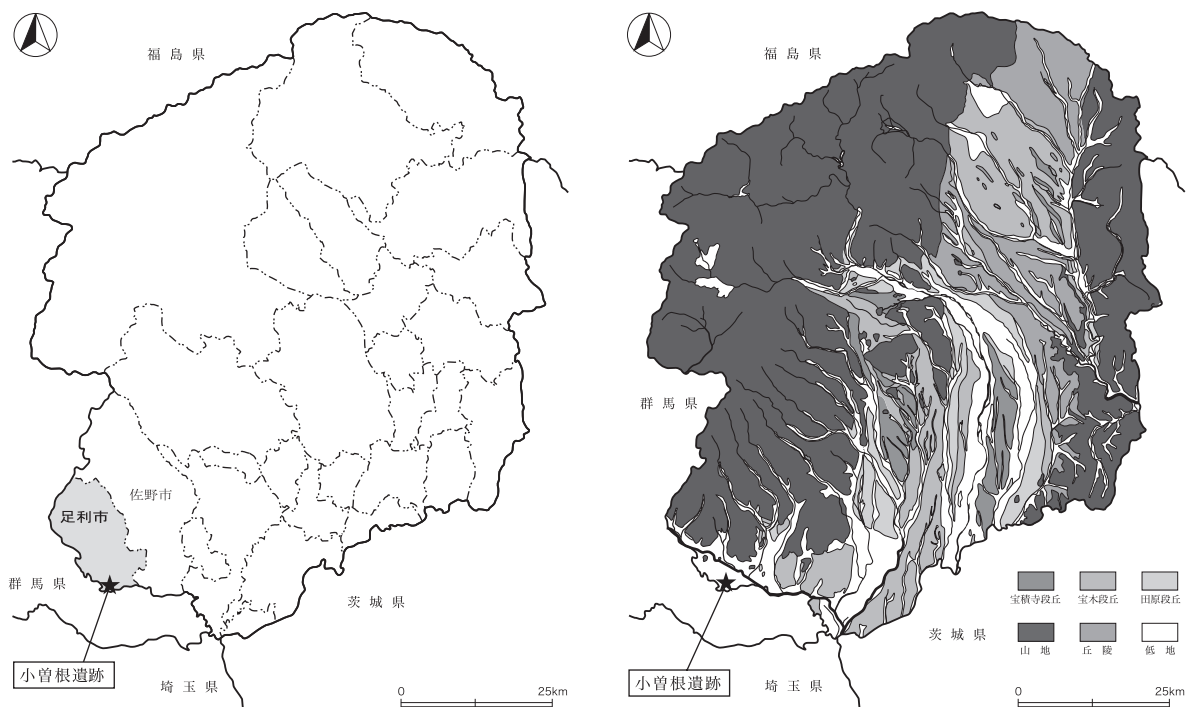 福島県
佐野市
足利市
群馬県
茨城県
小曽根遺跡
埼玉県
0 25km
福島県
群馬県
宝積寺段丘 宝木段丘 田原段丘
山地 丘陵 低地
茨城県
小曽根遺跡
埼玉県
0 25km